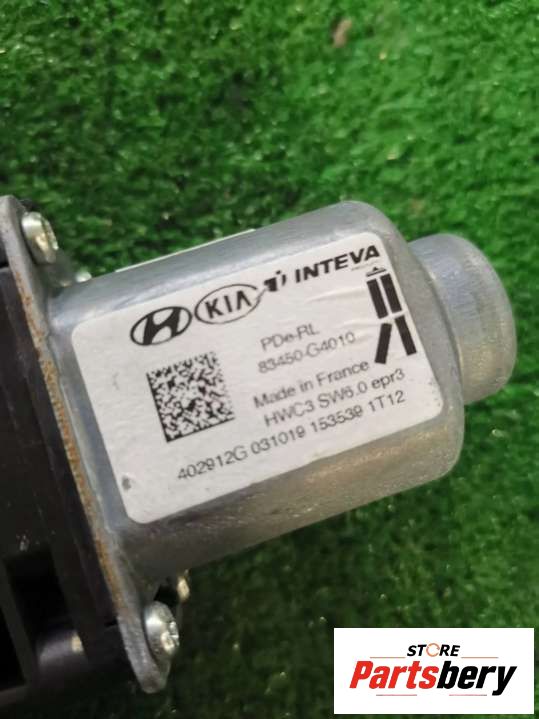 KIA INTEVA
PDe-RL
83450-G4010
Made in France
HWC3 SW6.0 epr3
402912G 031019 153539 1T12
STORE
Partsbery